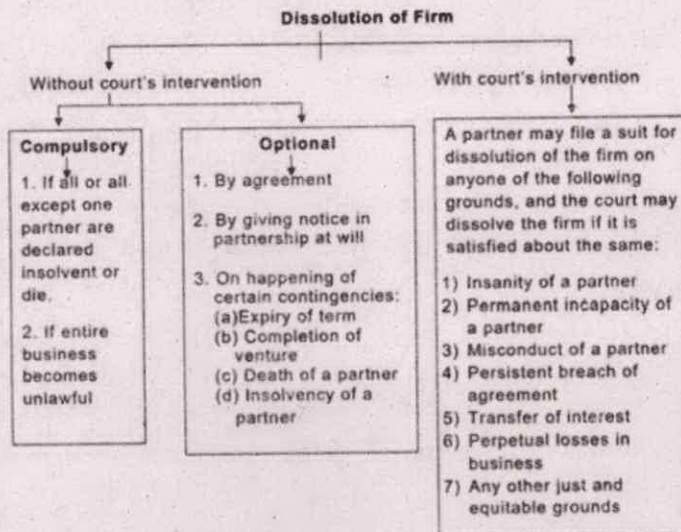 Dissolution of Firm
Without court's intervention
With court's intervention
Compulsory
1. If all or all
except one
partner are
declared
insolvent or
die.
2. If entire
business
becomes
unlawful
Optional
1. By agreement
2. By giving notice in
partnership at will
3. On happening of
certain contingencies:
(a)Expiry of term
(b) Completion of
venture
(c) Death of a partner
(d) Insolvency of a
partner
A partner may file a suit for
dissolution of the firm on
anyone of the following
grounds, and the court may
dissolve the firm if it is
satisfied about the same:
1) Insanity of a partner
2) Permanent incapacity of
a partner
3) Misconduct of a partner
4) Persistent breach of
agreement
5) Transfer of interest
6) Perpetual losses in
business
7) Any other just and
equitable grounds